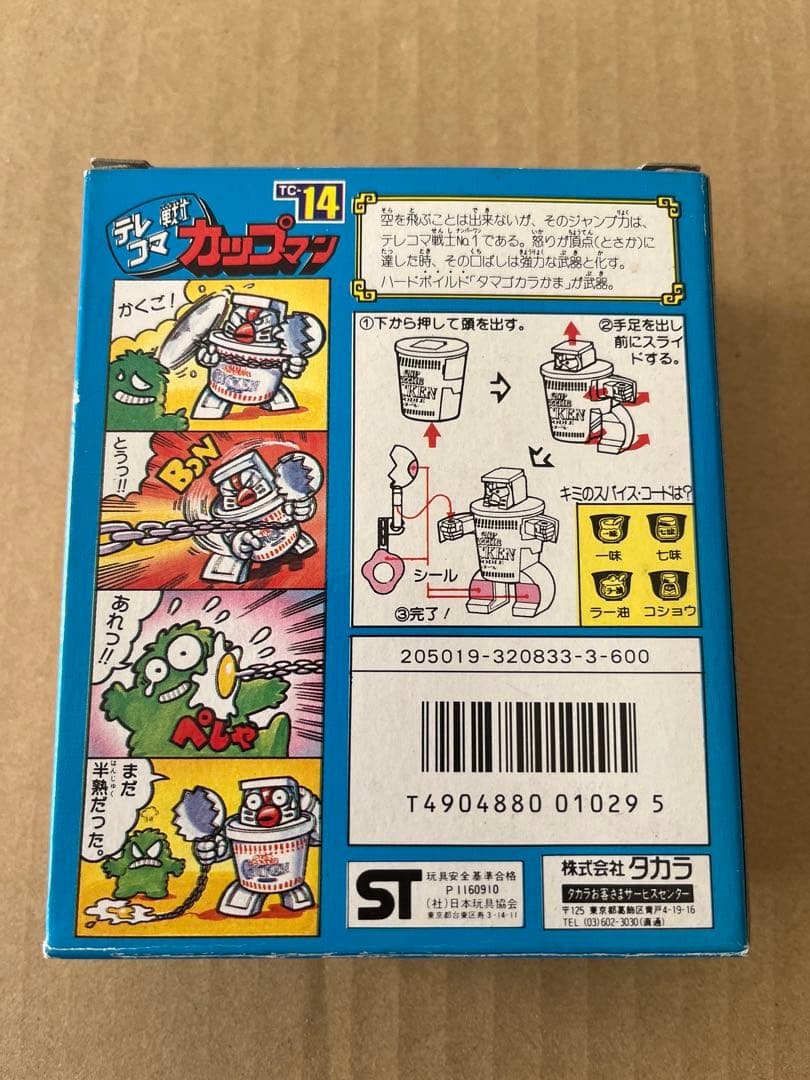 テレコマ戦士
カップマン
TC-14
かくご!
とうっ!!
BON
あれっ!!
ぺしゃ
まだ
半熟だった。
はんじゅく
空を飛ぶことは出来ないが、そのジャンプ力は、
テレコマ戦士No.1である。怒りが頂点(とさか)に
達した時、その口ばしは強力な武器と化す。
ハードボイルド「タマゴカラかま」が武器。
①下から押して頭を出す。
②手足を出し
前にスライ
ドする。
キミのスパイス・コードは?
一味
七味
ラー油
コショウ
シール
③完了!
205019-320833-3-600
T4904880 01029 5
ST
玩具安全基準合格
P1160910
(社)日本玩具協会
東京都台東区寿3-14-11
株式会社タカラ
タカラお客さまサービスセンター
〒125 東京都葛飾区青戸4-19-16
TEL (03)602-3030(直通)